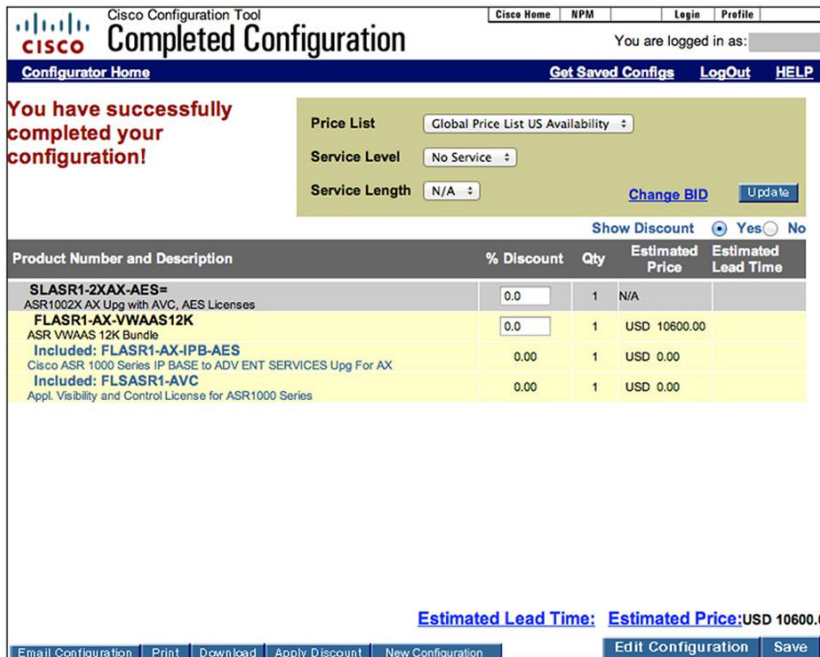 CISCO
Cisco Configuration Tool
Completed Configuration
Cisco Home NPM Login Profile
You are logged in as:
Configurator Home Get Saved Configs LogOut HELP
You have successfully
completed your
configuration!
Price List Global Price List US Availability
Service Level No Service
Service Length N/A Change BID Update
Show Discount Yes No
Product Number and Description % Discount Qty Estimated Price Estimated Lead Time
SLASR1-2XAX-AES= 0.0 1 N/A
ASR1002X AX Upg with AVC, AES Licenses
FLASR1-AX-VWAAS12K 0.0 1 USD 10600.00
ASR VWAAS 12K Bundle
Included: FLASR1-AX-IPB-AES 0.00 1 USD 0.00
Cisco ASR 1000 Series IP BASE to ADV ENT SERVICES Upg For AX
Included: FLSASR1-AVC 0.00 1 USD 0.00
Appl. Visibility and Control License for ASR1000 Series
Estimated Lead Time: Estimated Price:USD 10600.0
Email Configuration Print Download Apply Discount New Configuration Edit Configuration Save